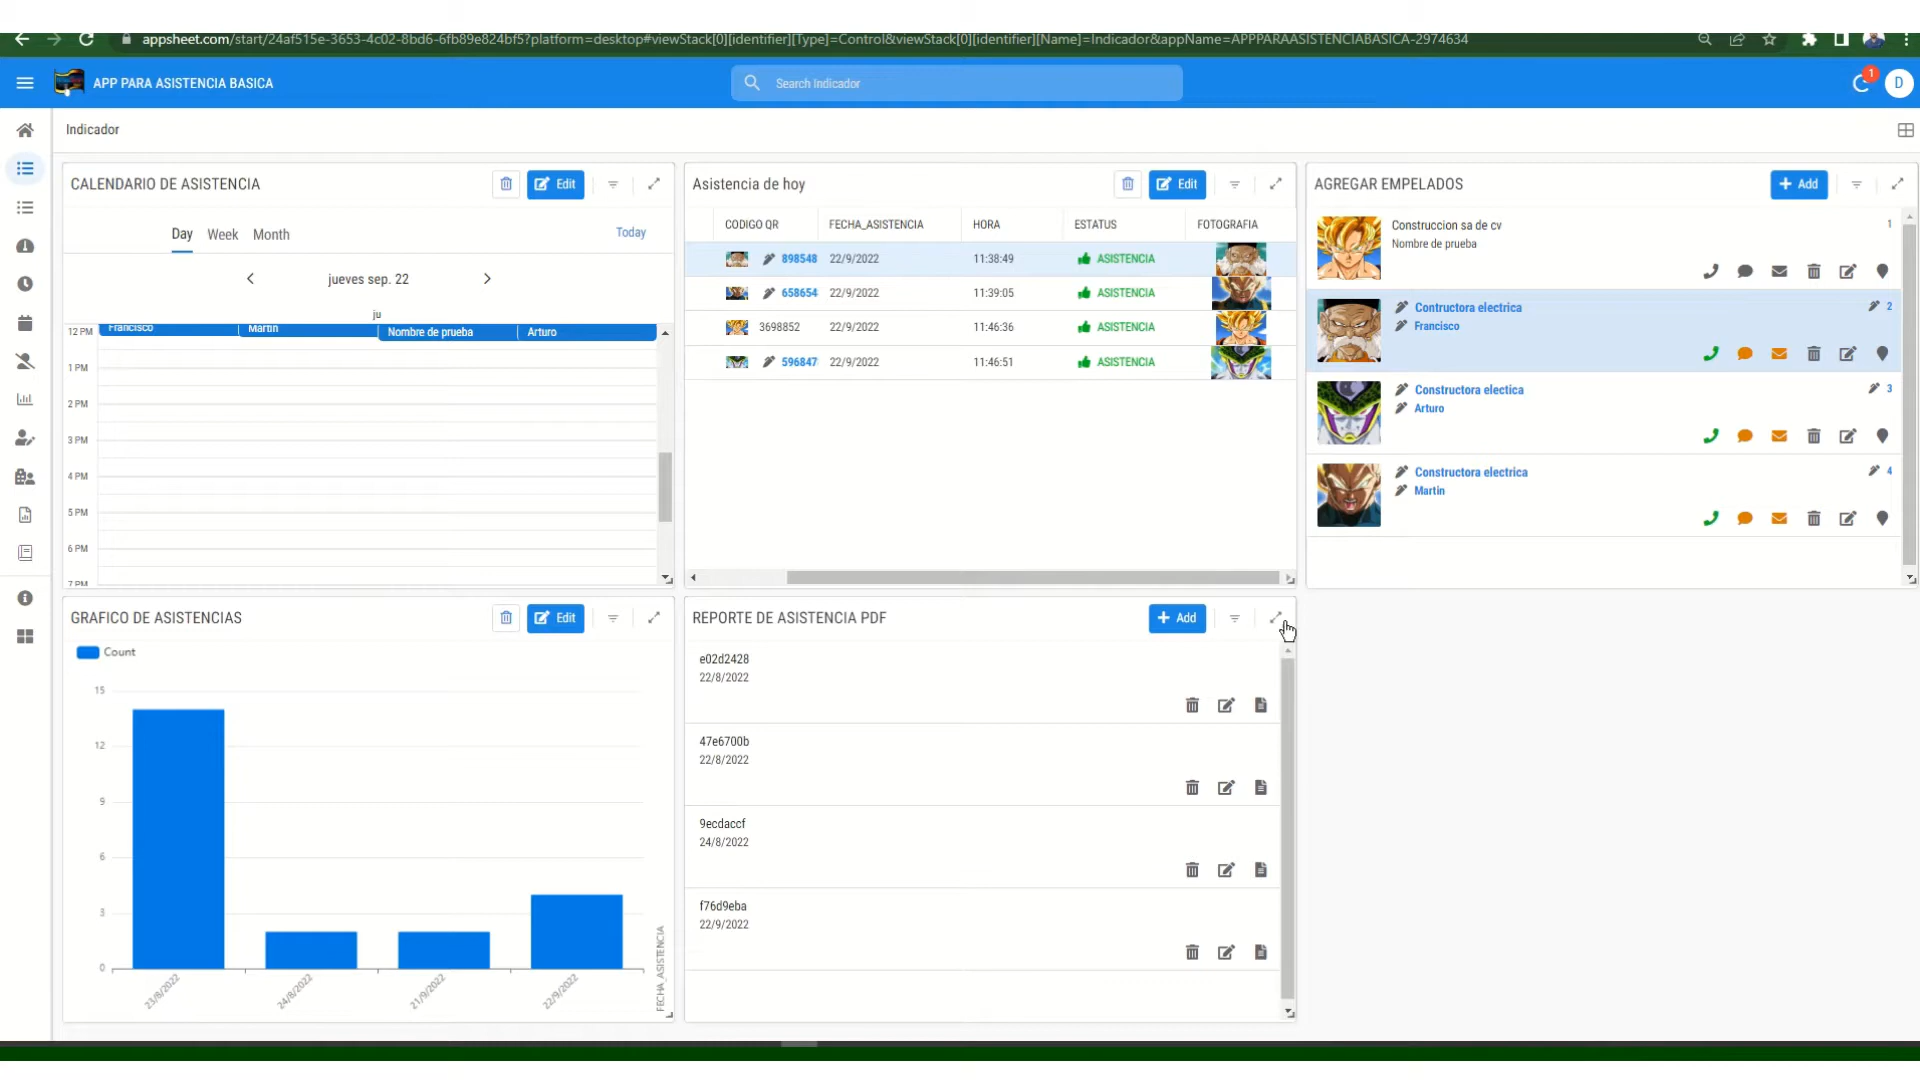 appsheet.com/start/24af515e-3653-4c02-8bd6-6fb89e824bf5?platform=desktop#viewStack[0][identifier][Type]=Control&viewStack[0][identifier][Name]=Indicador&appName=APPPARAASISTENCIABASICA-2974634
APP PARA ASISTENCIA BASICA
Search Indicador
1
D
Indicador
CALENDARIO DE ASISTENCIA
Edit
Day Week Month
Today
jueves sep. 22
ju
12 PM
Francisco
Martin
Nombre de prueba
Arturo
1 PM
2 PM
3 PM
4 PM
5 PM
6 PM
7 PM
Asistencia de hoy
Edit
CODIGO QR FECHA_ASISTENCIA HORA ESTATUS FOTOGRAFIA
898548 22/9/2022 11:38:49 ASISTENCIA
658654 22/9/2022 11:39:05 ASISTENCIA
3698852 22/9/2022 11:46:36 ASISTENCIA
596847 22/9/2022 11:46:51 ASISTENCIA
AGREGAR EMPELADOS
Add
Construccion sa de cv 1
Nombre de prueba
Contructora electrica 2
Francisco
Constructora electica 3
Arturo
Constructora electrica 4
Martin
GRAFICO DE ASISTENCIAS
Edit
Count
15
12
9
6
3
0
23/8/2022
24/8/2022
21/9/2022
22/9/2022
FECHA_ASISTENCIA
REPORTE DE ASISTENCIA PDF
Add
e02d2428
22/8/2022
47e6700b
22/8/2022
9ecdaccf
24/8/2022
f76d9eba
22/9/2022